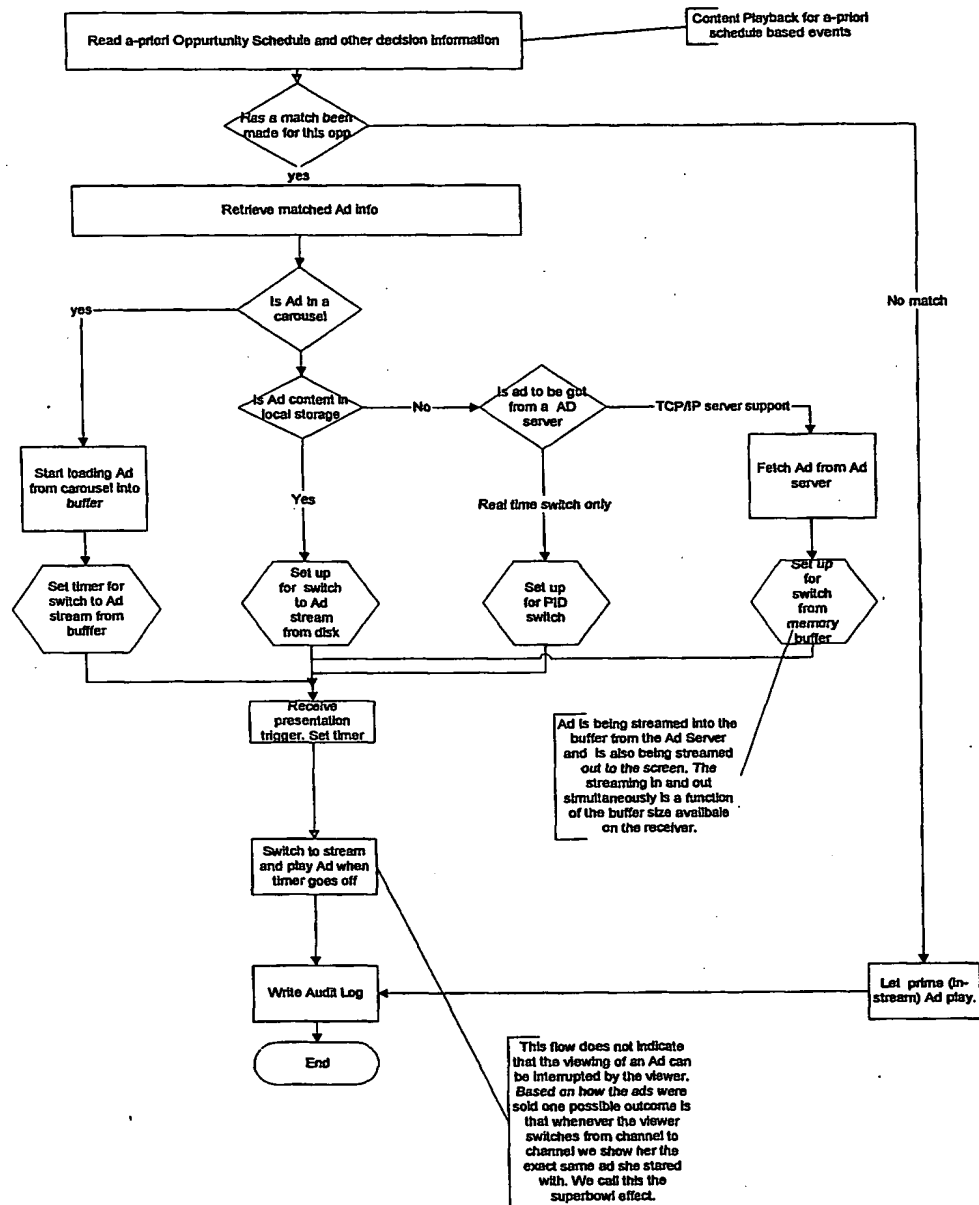 Read a-priori Oppurtunity Schedule and other decision information
Content Playback for a-priori
schedule based events
Has a match been
made for this opp
yes
Retrieve matched Ad info
Is Ad in a
carousel
yes
No match
Is Ad content in
local storage
No
Is ad to be got
from a AD
server
TCP/IP server support
Start loading Ad
from carousel into
buffer
Yes
Real time switch only
Fetch Ad from Ad
server
Set timer for
switch to Ad
stream from
bufffer
Set up
for switch
to Ad
stream
from disk
Set up
for PID
switch
Set up
for
switch
from
memory
buffer
Receive
presentation
trigger. Set timer
Ad is being streamed into the
buffer from the Ad Server
and is also being streamed
out to the screen. The
streaming in and out
simultaneously is a function
of the buffer size availbale
on the receiver.
Switch to stream
and play Ad when
timer goes off
Write Audit Log
Let prime (in-
stream) Ad play.
End
This flow does not indicate
that the viewing of an Ad can
be interrupted by the viewer.
Based on how the ads were
sold one possible outcome is
that whenever the viewer
switches from channel to
channel we show her the
exact same ad she stared
with. We call this the
superbowl effect.